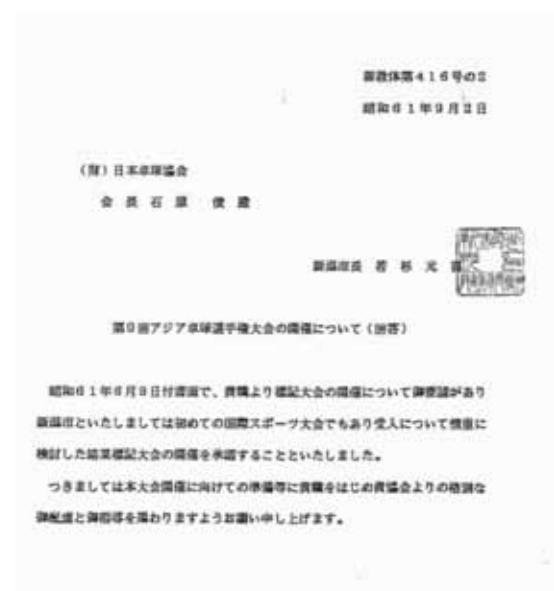 新教体第416号の2
昭和61年9月2日
(財)日本卓球協会
会長石原 俊殿
新潟市長 若杉元喜
第9回アジア卓球選手権大会の開催について(回答)
昭和61年6月9日付書面で、貴職より標記大会の開催について御要請があり
新潟市といたしましては初めての国際スポーツ大会でもあり受入について慎重に
検討した結果標記大会の開催を承諾することといたしました。
つきましては本大会開催に向けての準備等に貴職をはじめ貴協会よりの格別な
御配慮と御指導を賜わりますようお願い申し上げます。